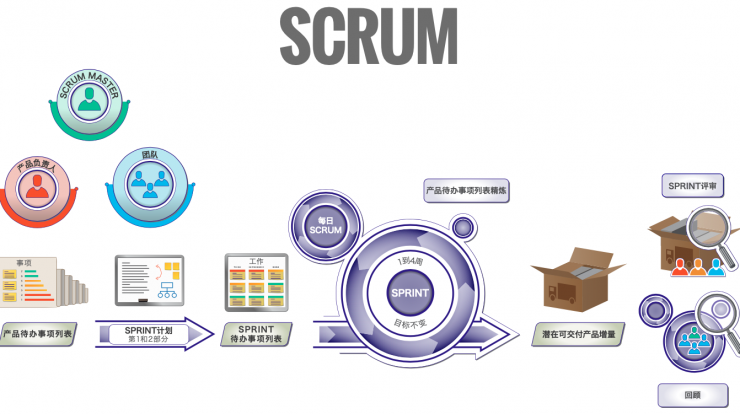 SCRUM
SCRUM MASTER
产品负责人
团队
产品待办事项列表精炼
SPRINT评审
每日
SCRUM
事项
工作
1到4周
SPRINT
目标不变
产品待办事项列表
SPRINT计划
第1和2部分
SPRINT
待办事项列表
潜在可交付产品增量
回顾